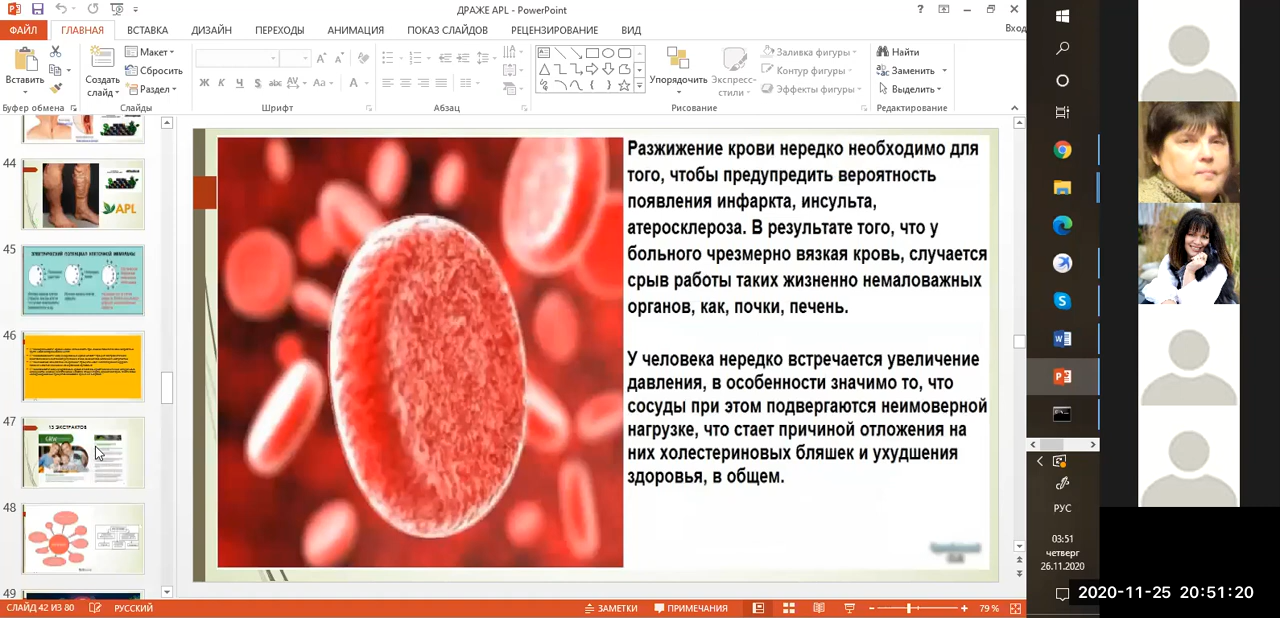 ДРАЖЕ APL - PowerPoint
Вход
ФАЙЛ ГЛАВНАЯ ВСТАВКА ДИЗАЙН ПЕРЕХОДЫ АНИМАЦИЯ ПОКАЗ СЛАЙДОВ РЕЦЕНЗИРОВАНИЕ ВИД
Вставить
Создать слайд
Макет
Сбросить
Раздел
Упорядочить
Экспресс-стили
Заливка фигуры
Контур фигуры
Эффекты фигуры
Найти
Заменить
Выделить
Буфер обмена Слайды Шрифт Абзац Рисование Редактирование
44
APL
45
ЭЛЕКТРИЧЕСКИЙ ПОТЕНЦИАЛ КЛЕТОЧНОЙ МЕМБРАНЫ
46
47
15 ЭКСТРАКТОВ
48
49
Разжижение крови нередко необходимо для
того, чтобы предупредить вероятность
появления инфаркта, инсульта,
атеросклероза. В результате того, что у
больного чрезмерно вязкая кровь, случается
срыв работы таких жизненно немаловажных
органов, как, почки, печень.
У человека нередко встречается увеличение
давления, в особенности значимо то, что
сосуды при этом подвергаются неимоверной
нагрузке, что стает причиной отложения на
них холестериновых бляшек и ухудшения
здоровья, в общем.
СЛАЙД 42 ИЗ 80 РУССКИЙ ЗАМЕТКИ ПРИМЕЧАНИЯ 79 %
РУС
03:51
четверг
26.11.2020
2020-11-25 20:51:20